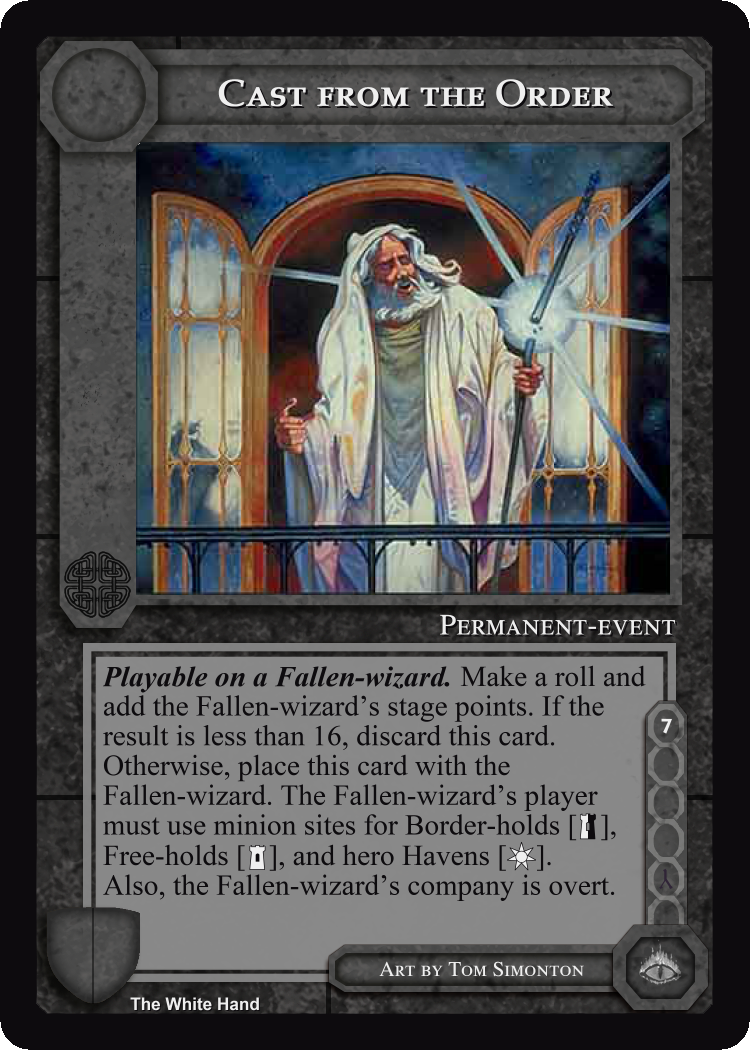 Cast from the Order
Permanent-event
Playable on a Fallen-wizard. Make a roll and
add the Fallen-wizard's stage points. If the
result is less than 16, discard this card.
Otherwise, place this card with the
Fallen-wizard. The Fallen-wizard's player
must use minion sites for Border-holds [ ],
Free-holds [ ], and hero Havens [ ].
Also, the Fallen-wizard's company is overt.
7
Art by Tom Simonton
The White Hand